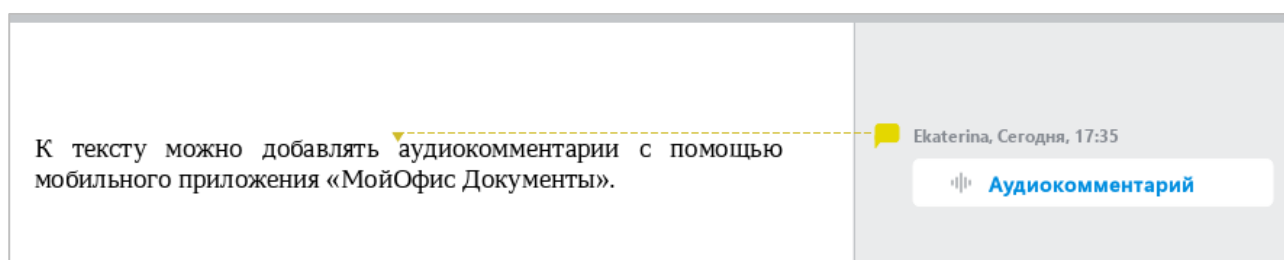 К тексту можно добавлять аудиокомментарии с помощью
мобильного приложения «МойОфис Документы».
Ekaterina, Сегодня, 17:35
Аудиокомментарий